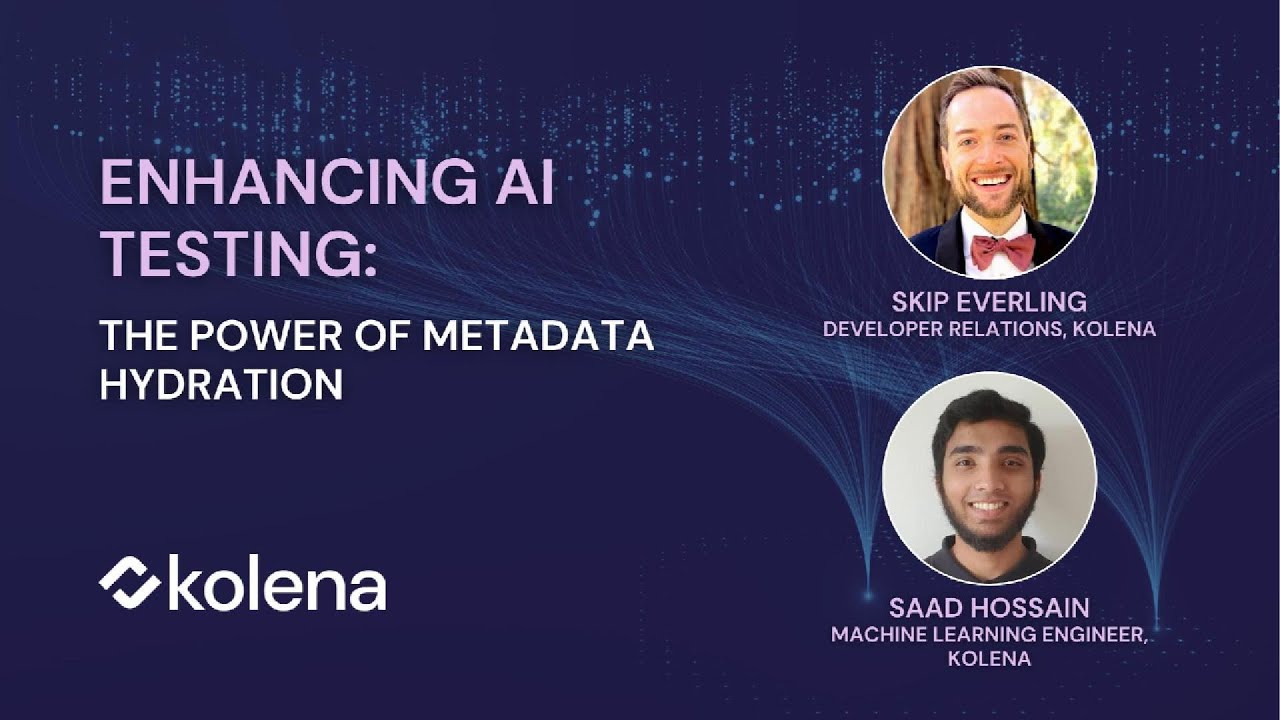 ENHANCING AI
TESTING:
THE POWER OF METADATA
HYDRATION
kolena
SKIP EVERLING
DEVELOPER RELATIONS, KOLENA
SAAD HOSSAIN
MACHINE LEARNING ENGINEER,
KOLENA